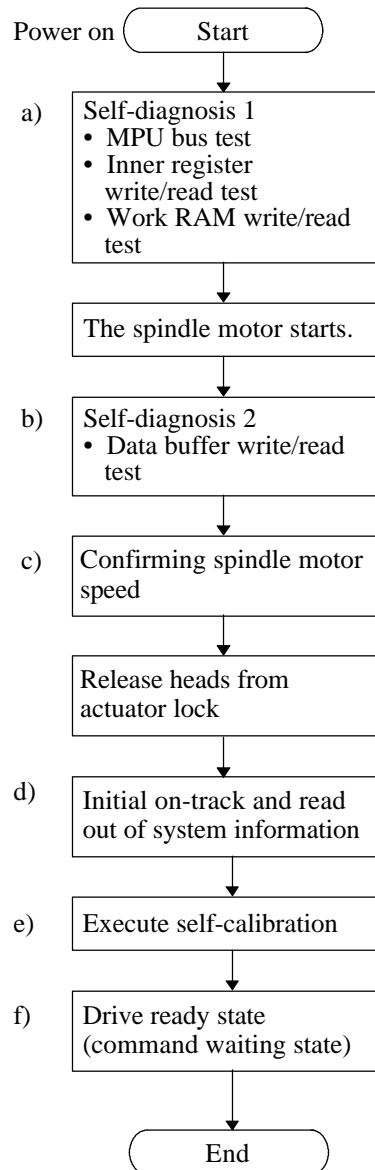 Power on Start
a) Self-diagnosis 1
• MPU bus test
• Inner register
write/read test
• Work RAM write/read
test
The spindle motor starts.
b) Self-diagnosis 2
• Data buffer write/read
test
c) Confirming spindle motor
speed
Release heads from
actuator lock
d) Initial on-track and read
out of system information
e) Execute self-calibration
f) Drive ready state
(command waiting state)
End